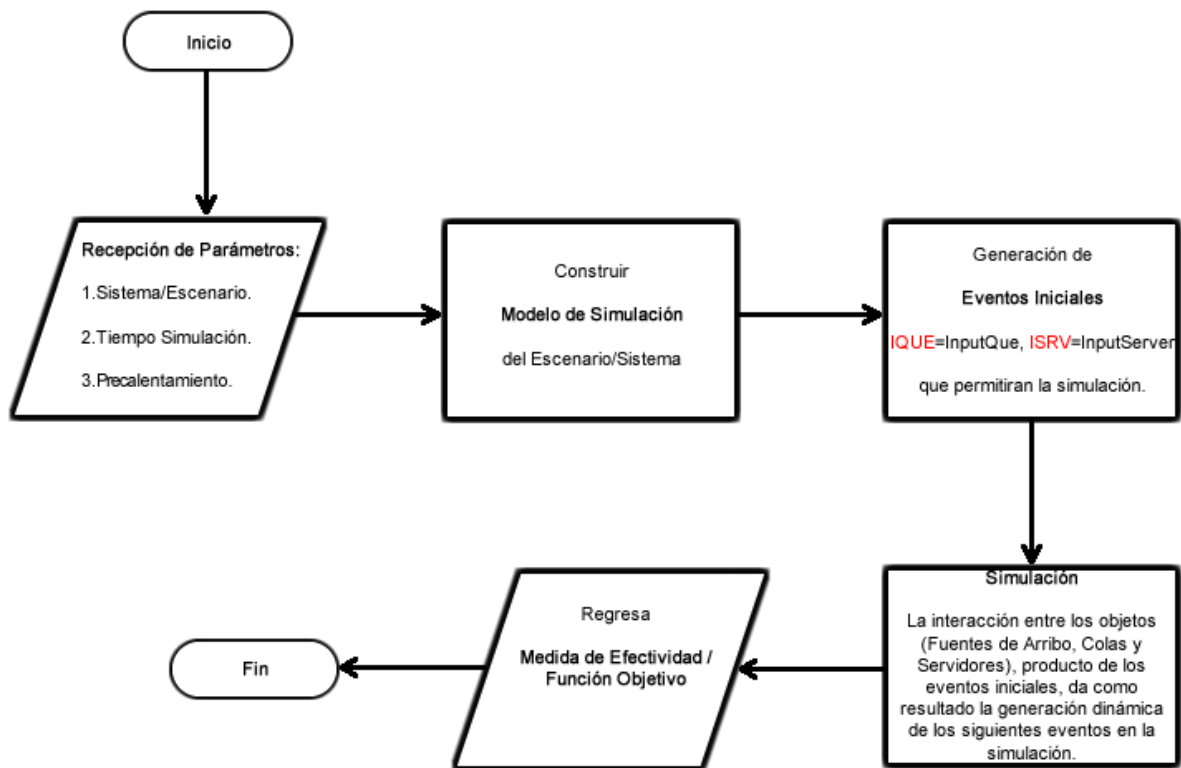 Inicio
Recepción de Parámetros:
1.Sistema/Escenario.
2.Tiempo Simulación.
3.Precalentamiento.
Construir
Modelo de Simulación
del Escenario/Sistema
Generación de
Eventos Iniciales
IQUE=InputQue, ISRV=InputServer
que permitiran la simulación.
Simulación
La interacción entre los objetos
(Fuentes de Arribo, Colas y
Servidores), producto de los
eventos iniciales, da como
resultado la generación dinámica
de los siguientes eventos en la
simulación.
Regresa
Medida de Efectividad /
Función Objetivo
Fin